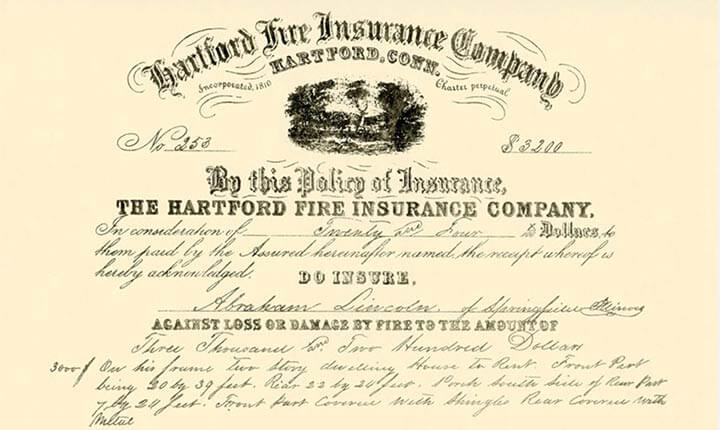 Hartford Fire Insurance Company
HARTFORD, CONN.
Incorporated, 1810
Charter perpetual
No. 253
$ 3200
By this Policy of Insurance,
THE HARTFORD FIRE INSURANCE COMPANY,
In consideration of Twenty Four Dollars, to
them paid by the Assured hereinafter named, the receipt whereof is
hereby acknowledged,
DO INSURE,
Abraham Lincoln of Springfield Illinois
AGAINST LOSS OR DAMAGE BY FIRE TO THE AMOUNT OF
Three Thousand Two Hundred Dollars
3000 On his frame two story dwelling House to Rent. Front Part
being 20 by 39 feet. Rear 22 by 24 feet. Porch South Side of Rear Part
7 by 24 feet. Front Part Covered with Shingles Rear Covered with
Metal